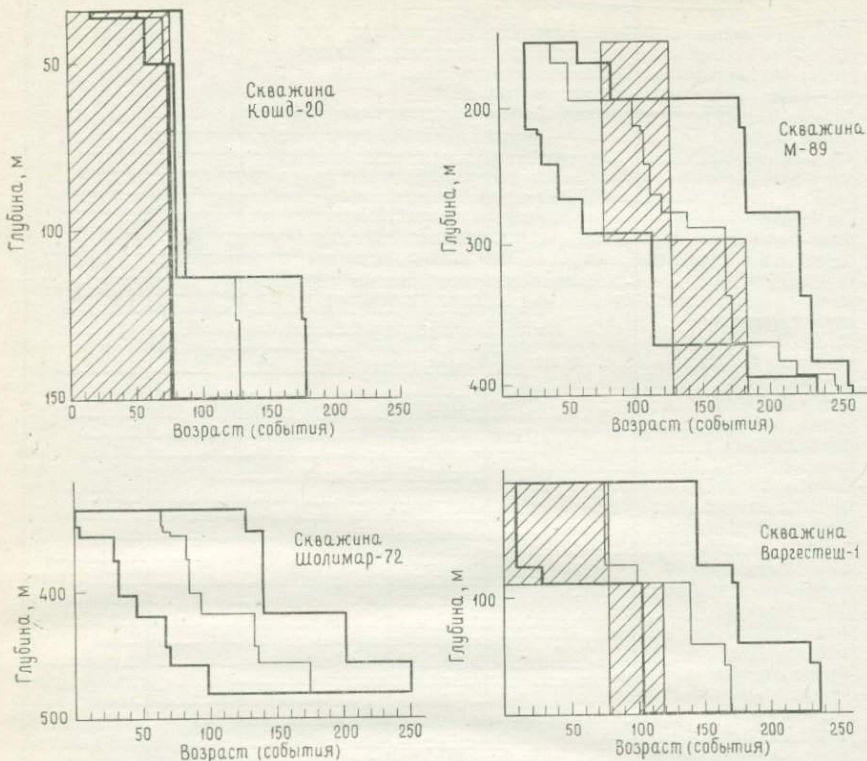 Скважина
Кошд-20
50
100
150
Глубина, м
0 50 100 150 200 250
Возраст (события)
Скважина
М-89
200
300
400
Глубина, м
50 100 150 200 250
Возраст (события)
Скважина
Шолимар-72
400
500
Глубина, м
50 100 150 200 250
Возраст (события)
Скважина
Варгестеш-1
100
Глубина, м
50 100 150 200 250
Возраст (события)